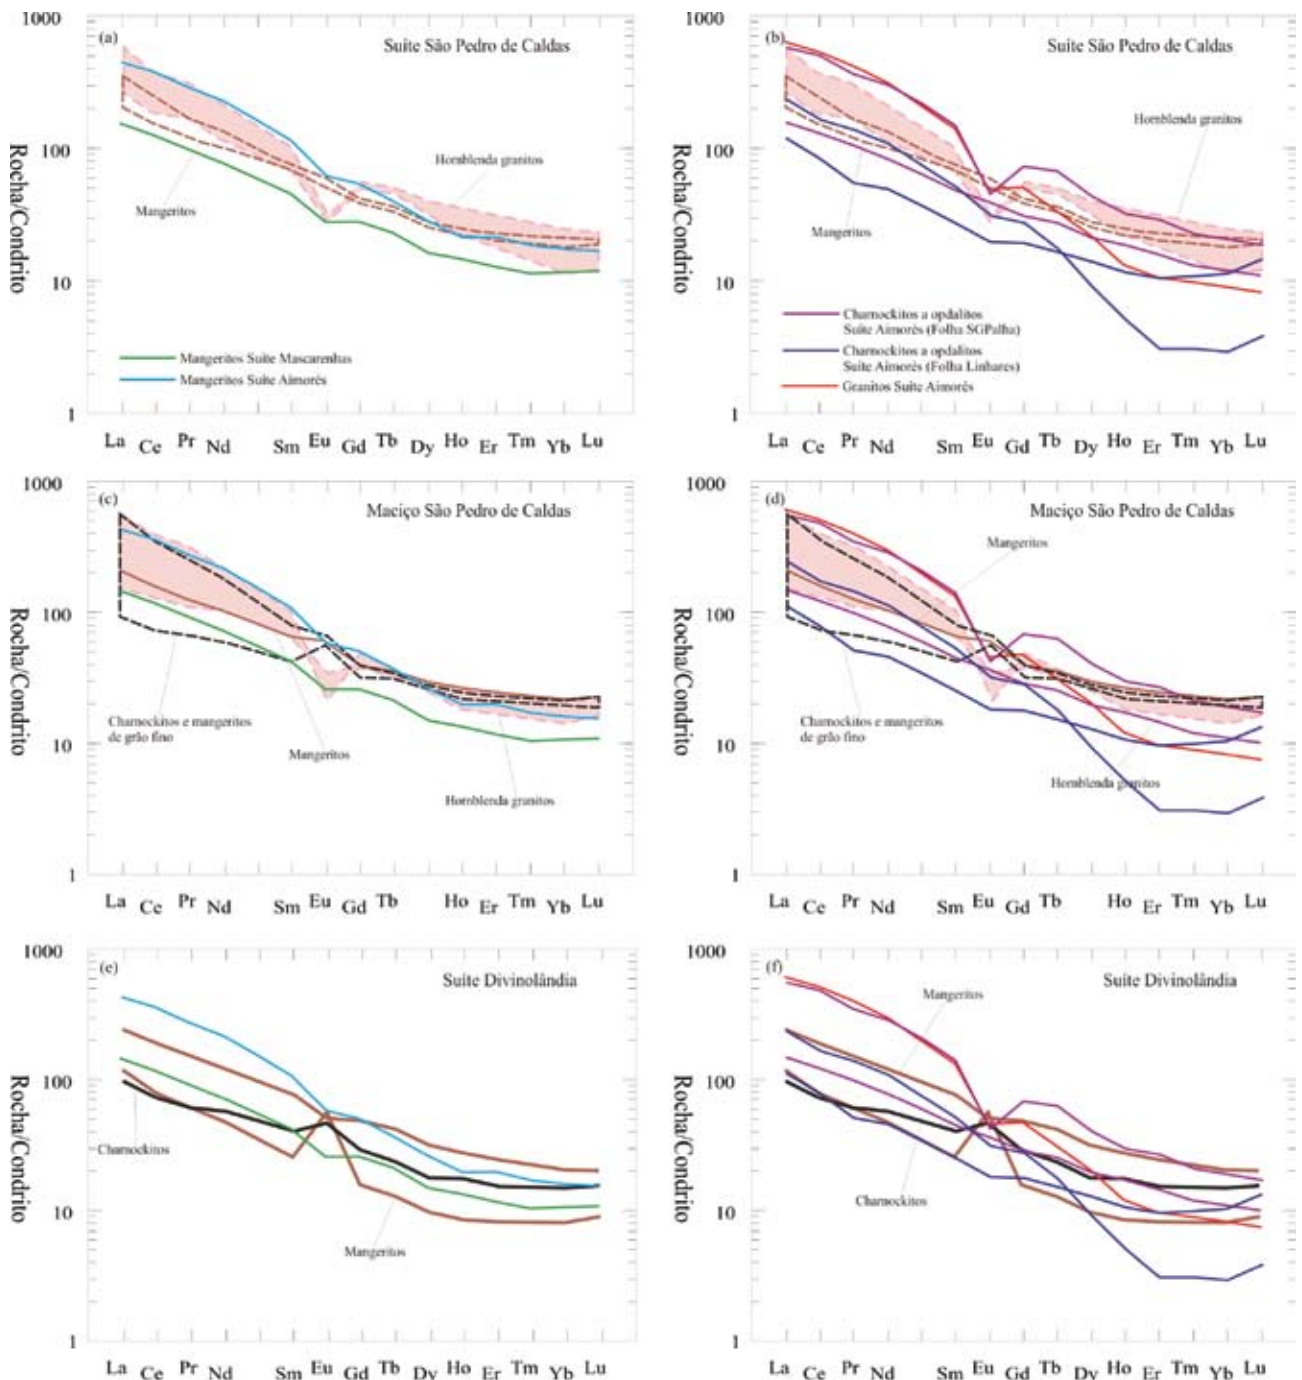 (a)
Suíte São Pedro de Caldas
Rocha/Condrito
1000
100
10
1
Hornblenda granitos
Mangeritos
Mangeritos Suíte Mascarenhas
Mangeritos Suíte Aimorés
La Ce Pr Nd Sm Eu Gd Tb Dy Ho Er Tm Yb Lu
(b)
Suíte São Pedro de Caldas
Rocha/Condrito
1000
100
10
1
Hornblenda granitos
Mangeritos
Charnockitos a opdalitos
Suíte Aimorés (Folha SGPalha)
Charnockitos a opdalitos
Suíte Aimorés (Folha Linhares)
Granitos Suíte Aimorés
La Ce Pr Nd Sm Eu Gd Tb Dy Ho Er Tm Yb Lu
(c)
Maciço São Pedro de Caldas
Rocha/Condrito
1000
100
10
1
Charnockitos e mangeritos
de grão fino
Mangeritos
Hornblenda granitos
La Ce Pr Nd Sm Eu Gd Tb Dy Ho Er Tm Yb Lu
(d)
Maciço São Pedro de Caldas
Rocha/Condrito
1000
100
10
1
Mangeritos
Charnockitos e mangeritos
de grão fino
Hornblenda granitos
La Ce Pr Nd Sm Eu Gd Tb Dy Ho Er Tm Yb Lu
(e)
Suíte Divinolândia
Rocha/Condrito
1000
100
10
1
Charnockitos
Mangeritos
La Ce Pr Nd Sm Eu Gd Tb Dy Ho Er Tm Yb Lu
(f)
Suíte Divinolândia
Rocha/Condrito
1000
100
10
1
Mangeritos
Charnockitos
La Ce Pr Nd Sm Eu Gd Tb Dy Ho Er Tm Yb Lu